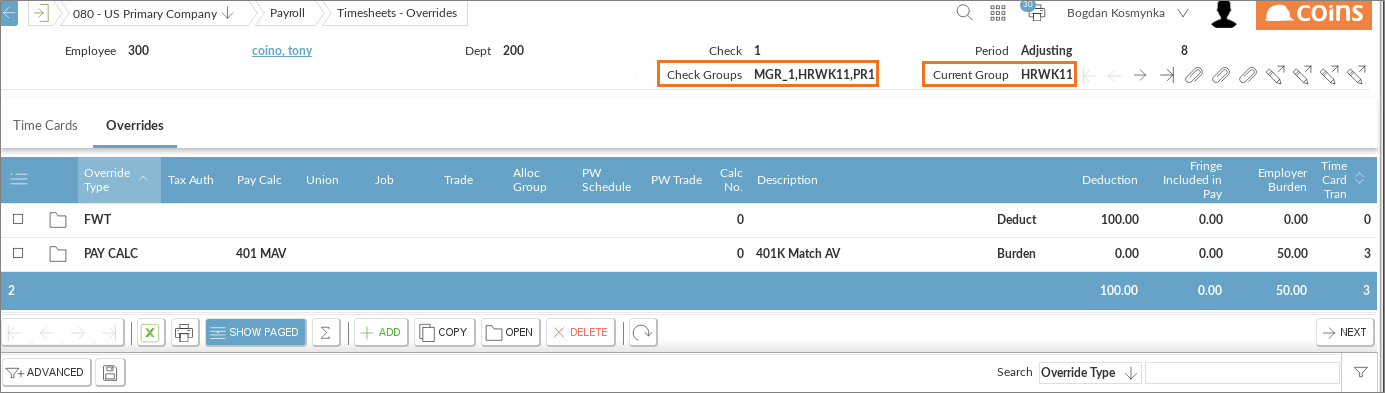 080 - US Primary Company Payroll Timesheets - Overrides 30 Bogdan Kosmynka coins
Employee 300 coino, tony Dept 200 Check 1 Period Adjusting 8
Check Groups MGR_1,HRWK11,PR1 Current Group HRWK11
Time Cards Overrides
Override Type Tax Auth Pay Calc Union Job Trade Alloc Group PW Schedule PW Trade Calc No. Description Deduction Fringe Included in Pay Employer Burden Time Card Tran
FWT 0 Deduct 100.00 0.00 0.00 0
PAY CALC 401 MAV 0 401K Match AV Burden 0.00 0.00 50.00 3
2 100.00 0.00 50.00 3
SHOW PAGED Σ ADD COPY OPEN DELETE NEXT
ADVANCED Search Override Type